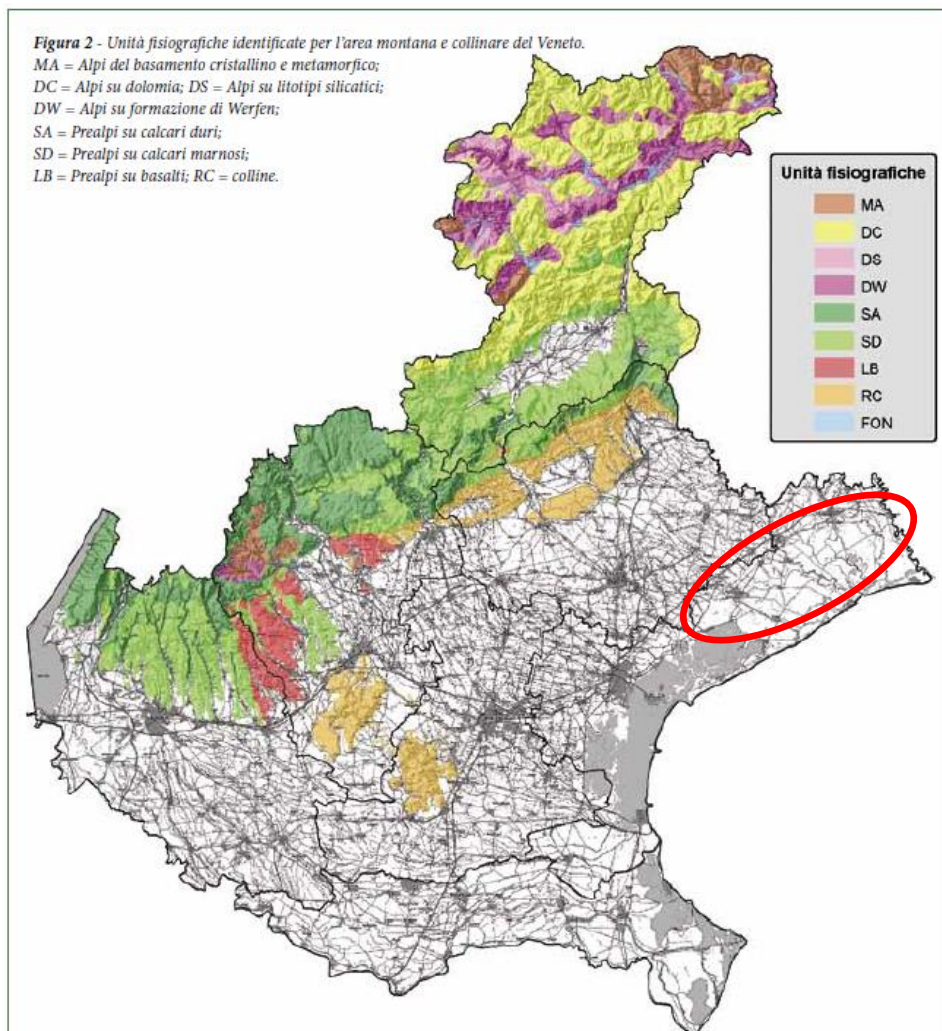 Figura 2 - Unità fisiografiche identificate per l'area montana e collinare del Veneto.
MA = Alpi del basamento cristallino e metamorfico;
DC = Alpi su dolomia; DS = Alpi su litotipi silicatici;
DW = Alpi su formazione di Werfen;
SA = Prealpi su calcari duri;
SD = Prealpi su calcari marnosi;
LB = Prealpi su basalti; RC = colline.
Unità fisiografiche
MA
DC
DS
DW
SA
SD
LB
RC
FON